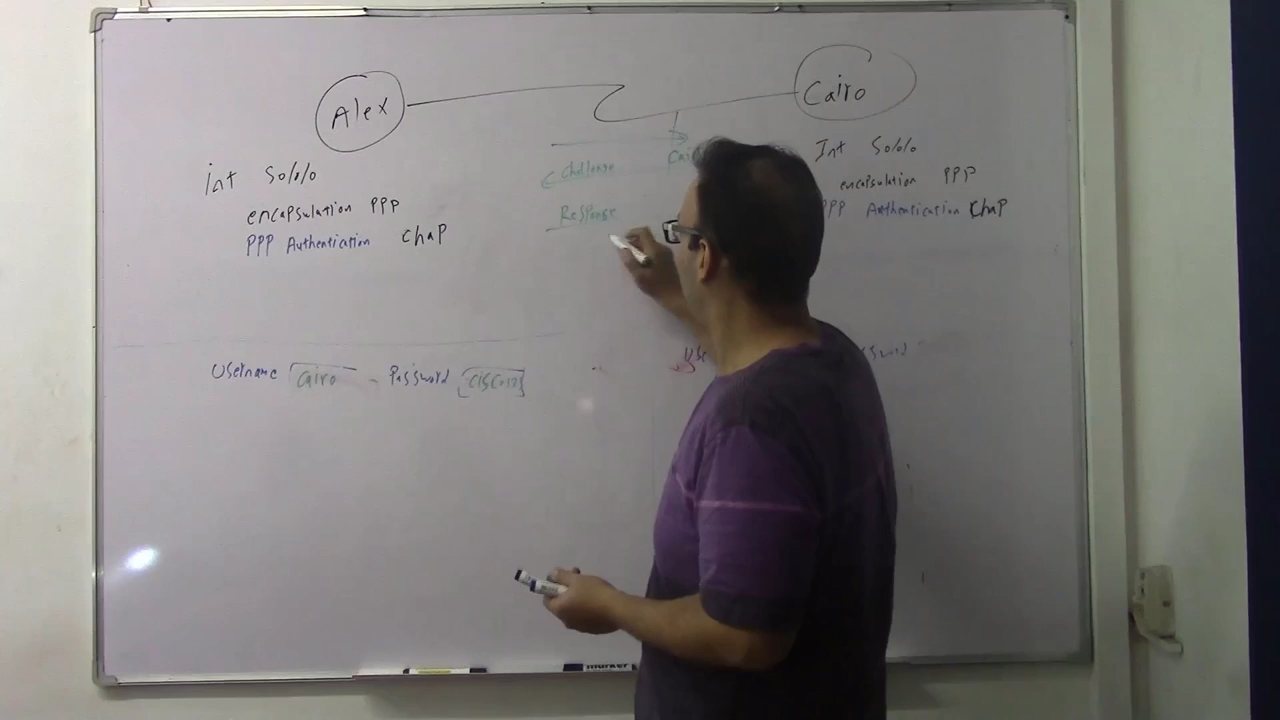 Alex
Cairo
Int S0/0/0
encapsulation PPP
PPP Authentication ChaP
Challenge
Response
Int S0/0/0
encapsulation PPP
PPP Authentication ChaP
Username Cairo Password
marker